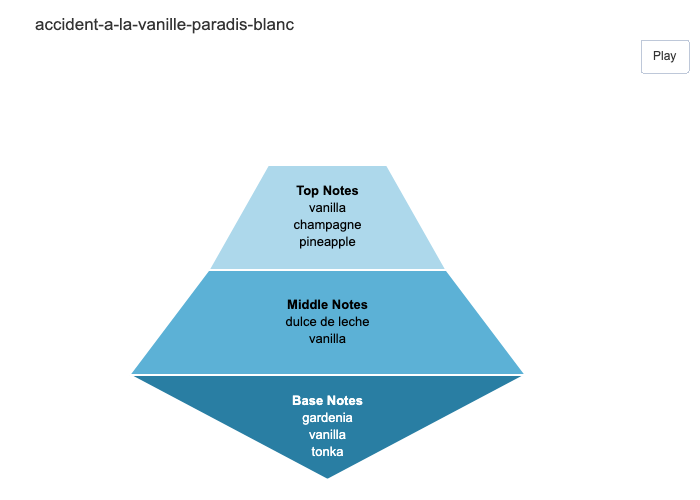 accident-a-la-vanille-paradis-blanc
Play
Top Notes
vanilla
champagne
pineapple
Middle Notes
dulce de leche
vanilla
Base Notes
gardenia
vanilla
tonka